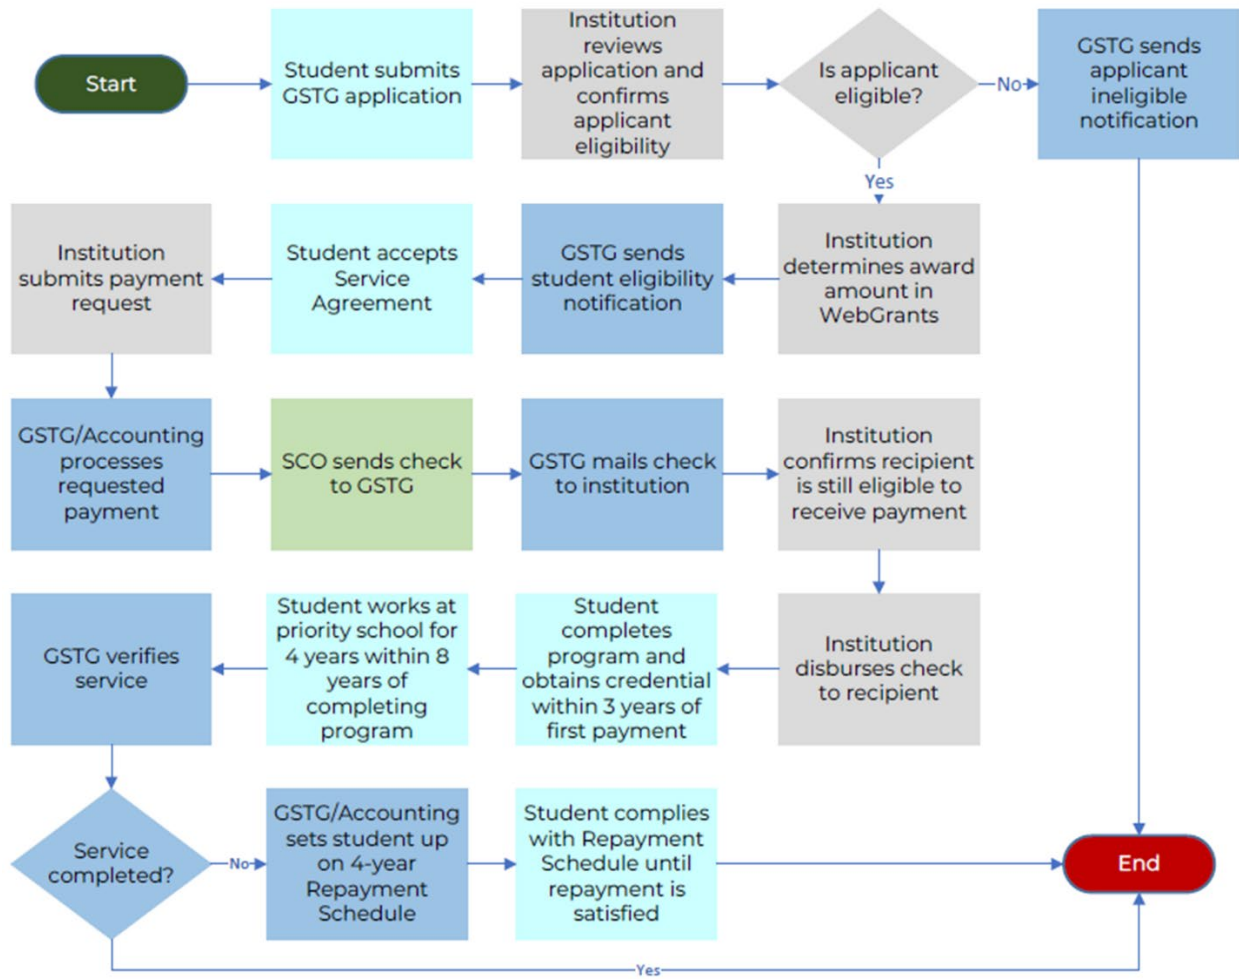 Start
Student submits
GSTG application
Institution
reviews
application and
confirms
applicant
eligibility
Is applicant
eligible?
No
GSTG sends
applicant
ineligible
notification
Yes
Institution
determines award
amount in
WebGrants
GSTG sends
student eligibility
notification
Student accepts
Service
Agreement
Institution
submits payment
request
GSTG/Accounting
processes
requested
payment
SCO sends check
to GSTG
GSTG mails check
to institution
Institution
confirms recipient
is still eligible to
receive payment
Institution
disburses check
to recipient
Student
completes
program and
obtains credential
within 3 years of
first payment
Student works at
priority school for
4 years within 8
years of
completing
program
GSTG verifies
service
Service
completed?
No
GSTG/Accounting
sets student up
on 4-year
Repayment
Schedule
Student complies
with Repayment
Schedule until
repayment is
satisfied
End
Yes